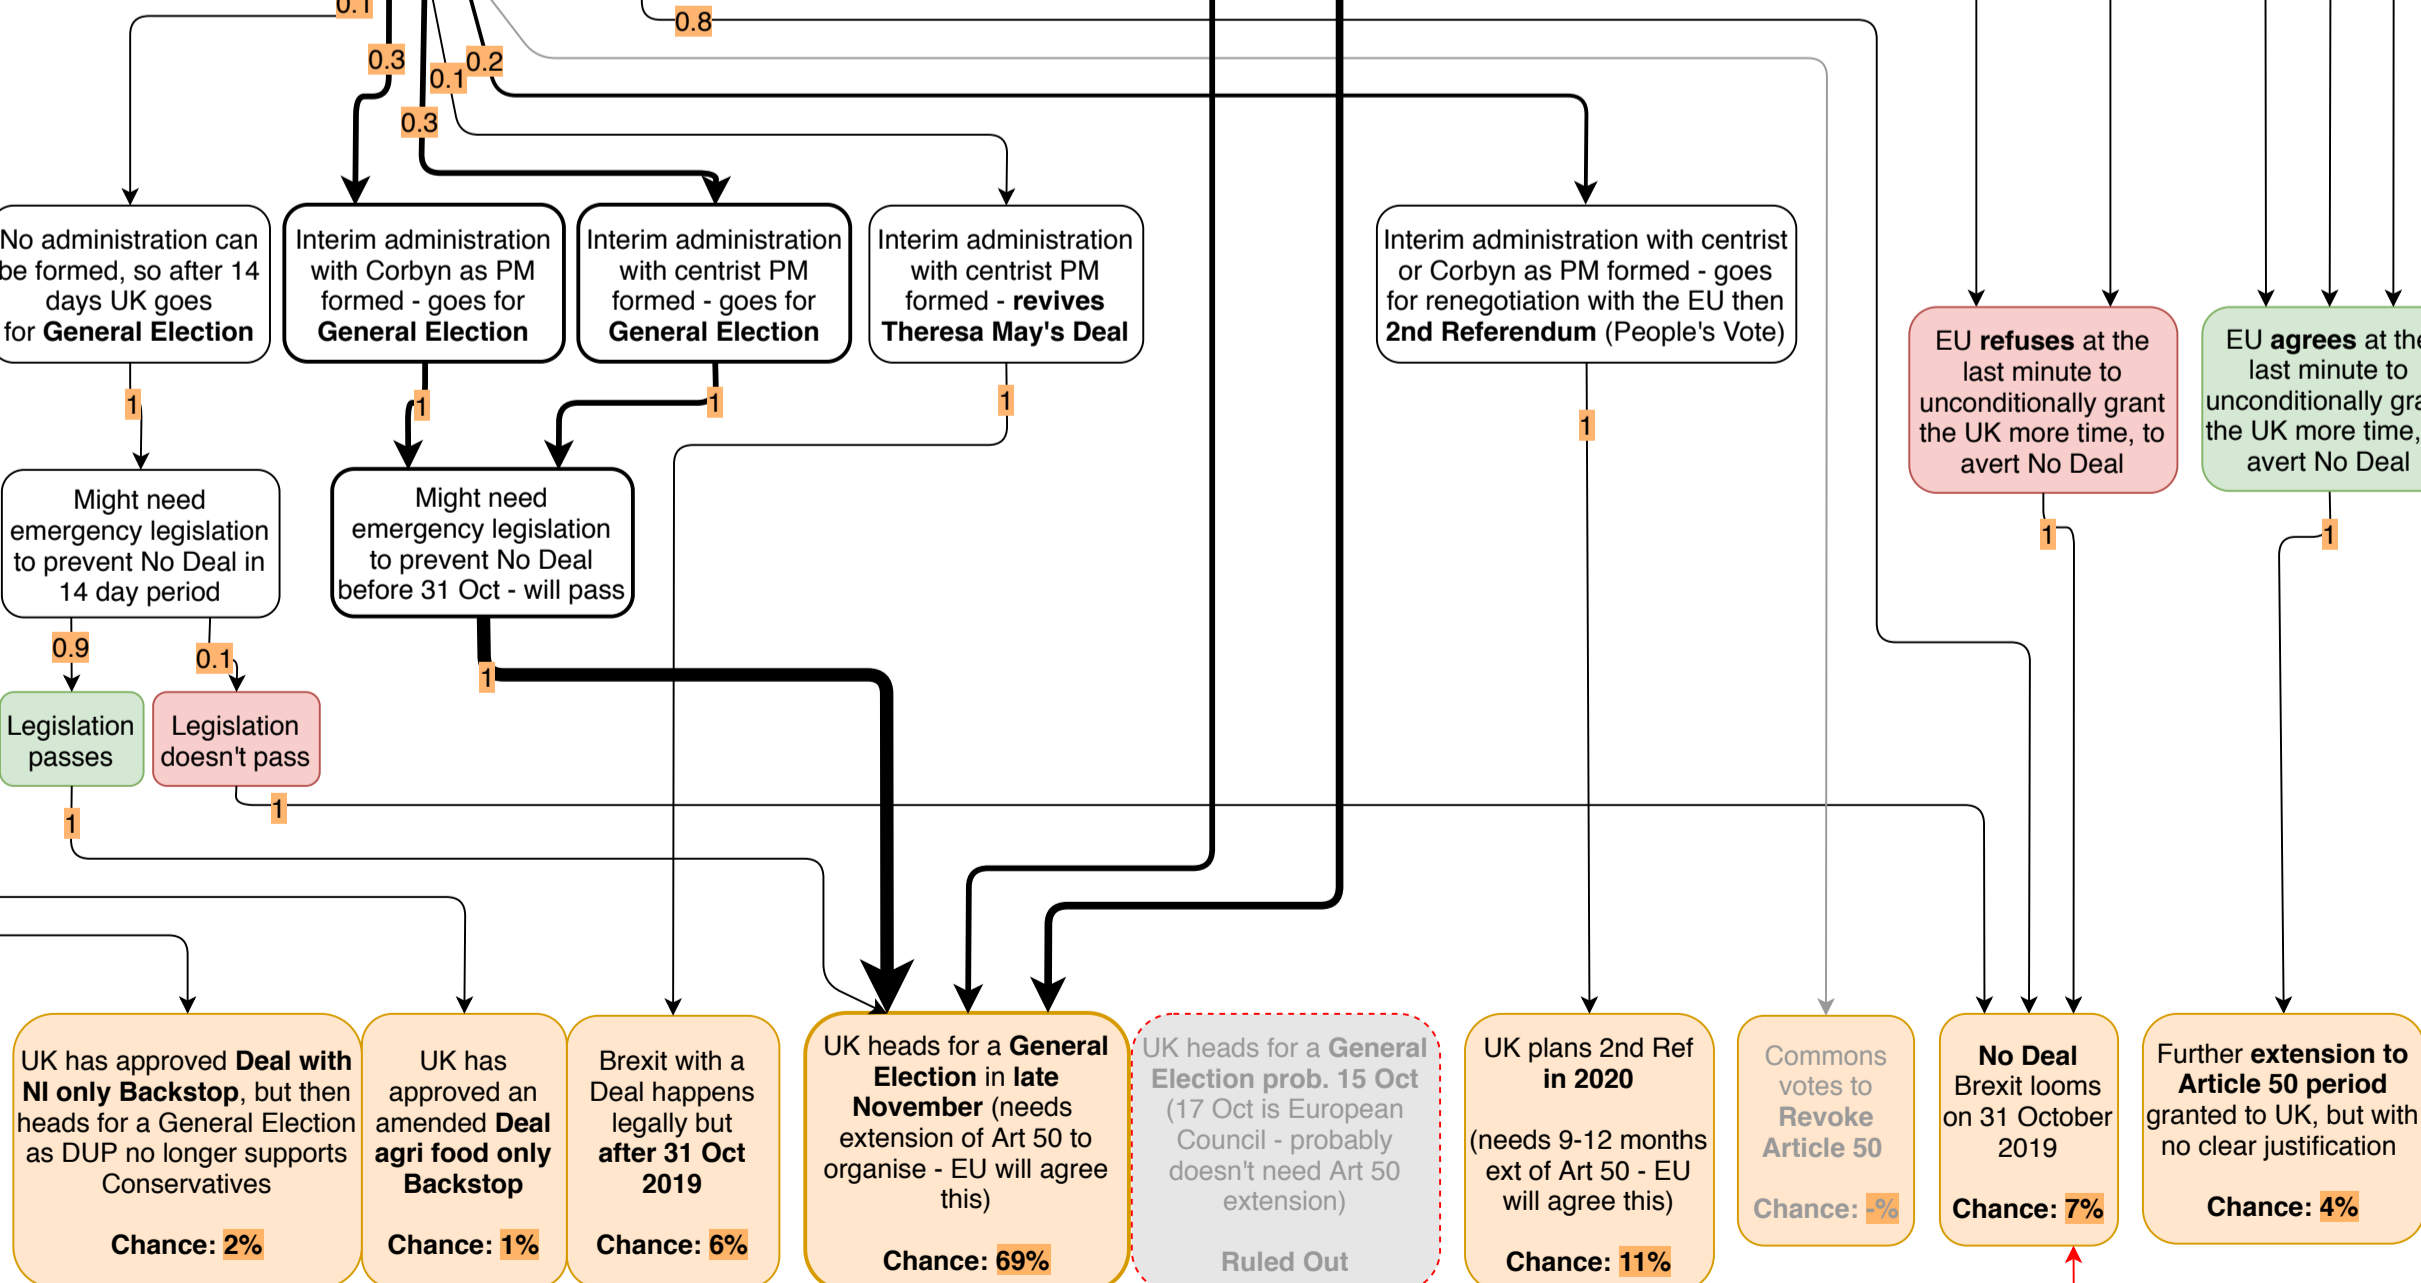 0.1
0.8
0.3
0.1
0.2
0.3
No administration can
be formed, so after 14
days UK goes
for General Election
Interim administration
with Corbyn as PM
formed - goes for
General Election
Interim administration
with centrist PM
formed - goes for
General Election
Interim administration
with centrist PM
formed - revives
Theresa May's Deal
Interim administration with centrist
or Corbyn as PM formed - goes
for renegotiation with the EU then
2nd Referendum (People's Vote)
EU refuses at the
last minute to
unconditionally grant
the UK more time, to
avert No Deal
EU agrees at the
last minute to
unconditionally gra
the UK more time,
avert No Deal
1
1
1
1
1
1
1
Might need
emergency legislation
to prevent No Deal in
14 day period
Might need
emergency legislation
to prevent No Deal
before 31 Oct - will pass
0.9
0.1
1
Legislation
passes
Legislation
doesn't pass
1
1
UK has approved Deal with
NI only Backstop, but then
heads for a General Election
as DUP no longer supports
Conservatives
Chance: 2%
UK has
approved an
amended Deal
agri food only
Backstop
Chance: 1%
Brexit with a
Deal happens
legally but
after 31 Oct
2019
Chance: 6%
UK heads for a General
Election in late
November (needs
extension of Art 50 to
organise - EU will agree
this)
Chance: 69%
UK heads for a General
Election prob. 15 Oct
(17 Oct is European
Council - probably
doesn't need Art 50
extension)
Ruled Out
UK plans 2nd Ref
in 2020
(needs 9-12 months
ext of Art 50 - EU
will agree this)
Chance: 11%
Commons
votes to
Revoke
Article 50
Chance: -%
No Deal
Brexit looms
on 31 October
2019
Chance: 7%
Further extension to
Article 50 period
granted to UK, but with
no clear justification
Chance: 4%